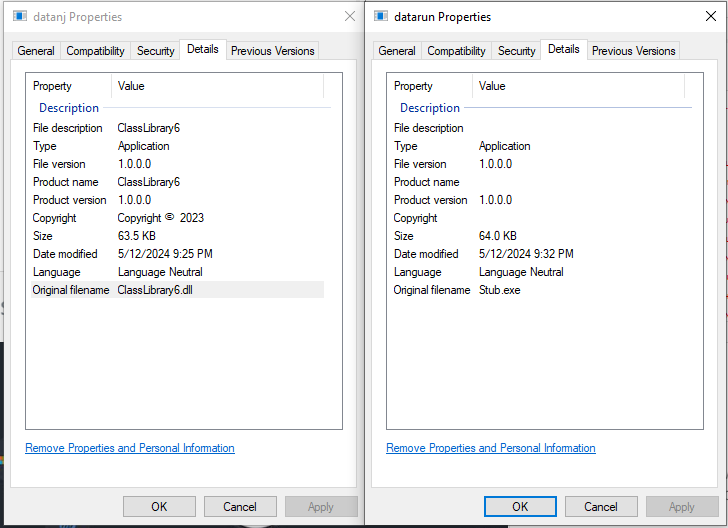 datanj Properties
General Compatibility Security Details Previous Versions
Property Value
Description
File description ClassLibrary6
Type Application
File version 1.0.0.0
Product name ClassLibrary6
Product version 1.0.0.0
Copyright Copyright © 2023
Size 63.5 KB
Date modified 5/12/2024 9:25 PM
Language Language Neutral
Original filename ClassLibrary6.dll
Remove Properties and Personal Information
OK Cancel Apply
datarun Properties
General Compatibility Security Details Previous Versions
Property Value
Description
File description
Type Application
File version 1.0.0.0
Product name
Product version 1.0.0.0
Copyright
Size 64.0 KB
Date modified 5/12/2024 9:32 PM
Language Language Neutral
Original filename Stub.exe
Remove Properties and Personal Information
OK Cancel Apply